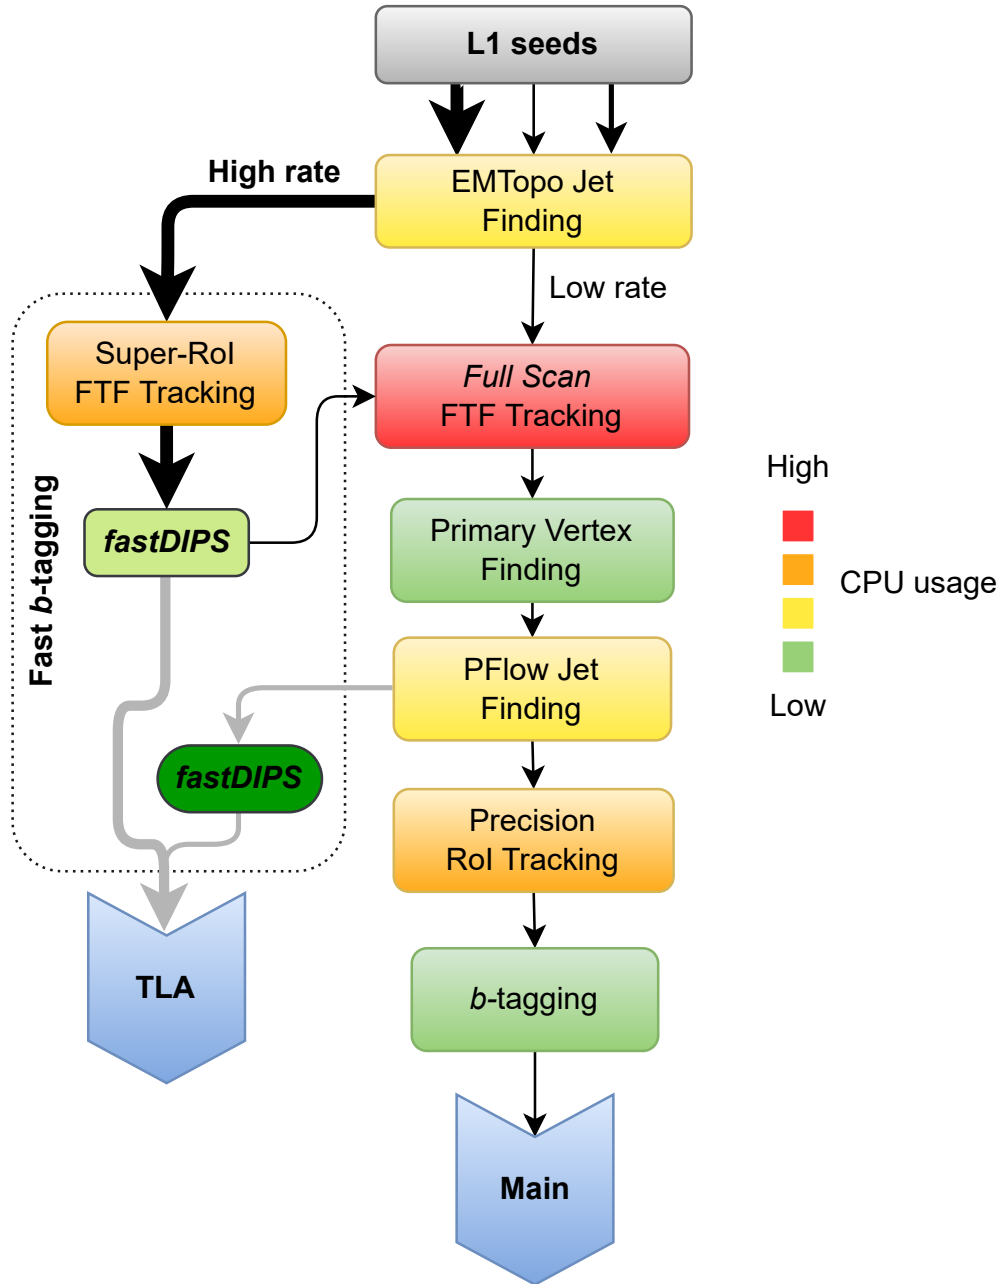 L1 seeds
EMTopo Jet
Finding
High rate
Low rate
Super-RoI
FTF Tracking
Full Scan
FTF Tracking
Fast b-tagging
fastDIPS
Primary Vertex
Finding
PFlow Jet
Finding
fastDIPS
Precision
RoI Tracking
TLA
b-tagging
Main
High
CPU usage
Low